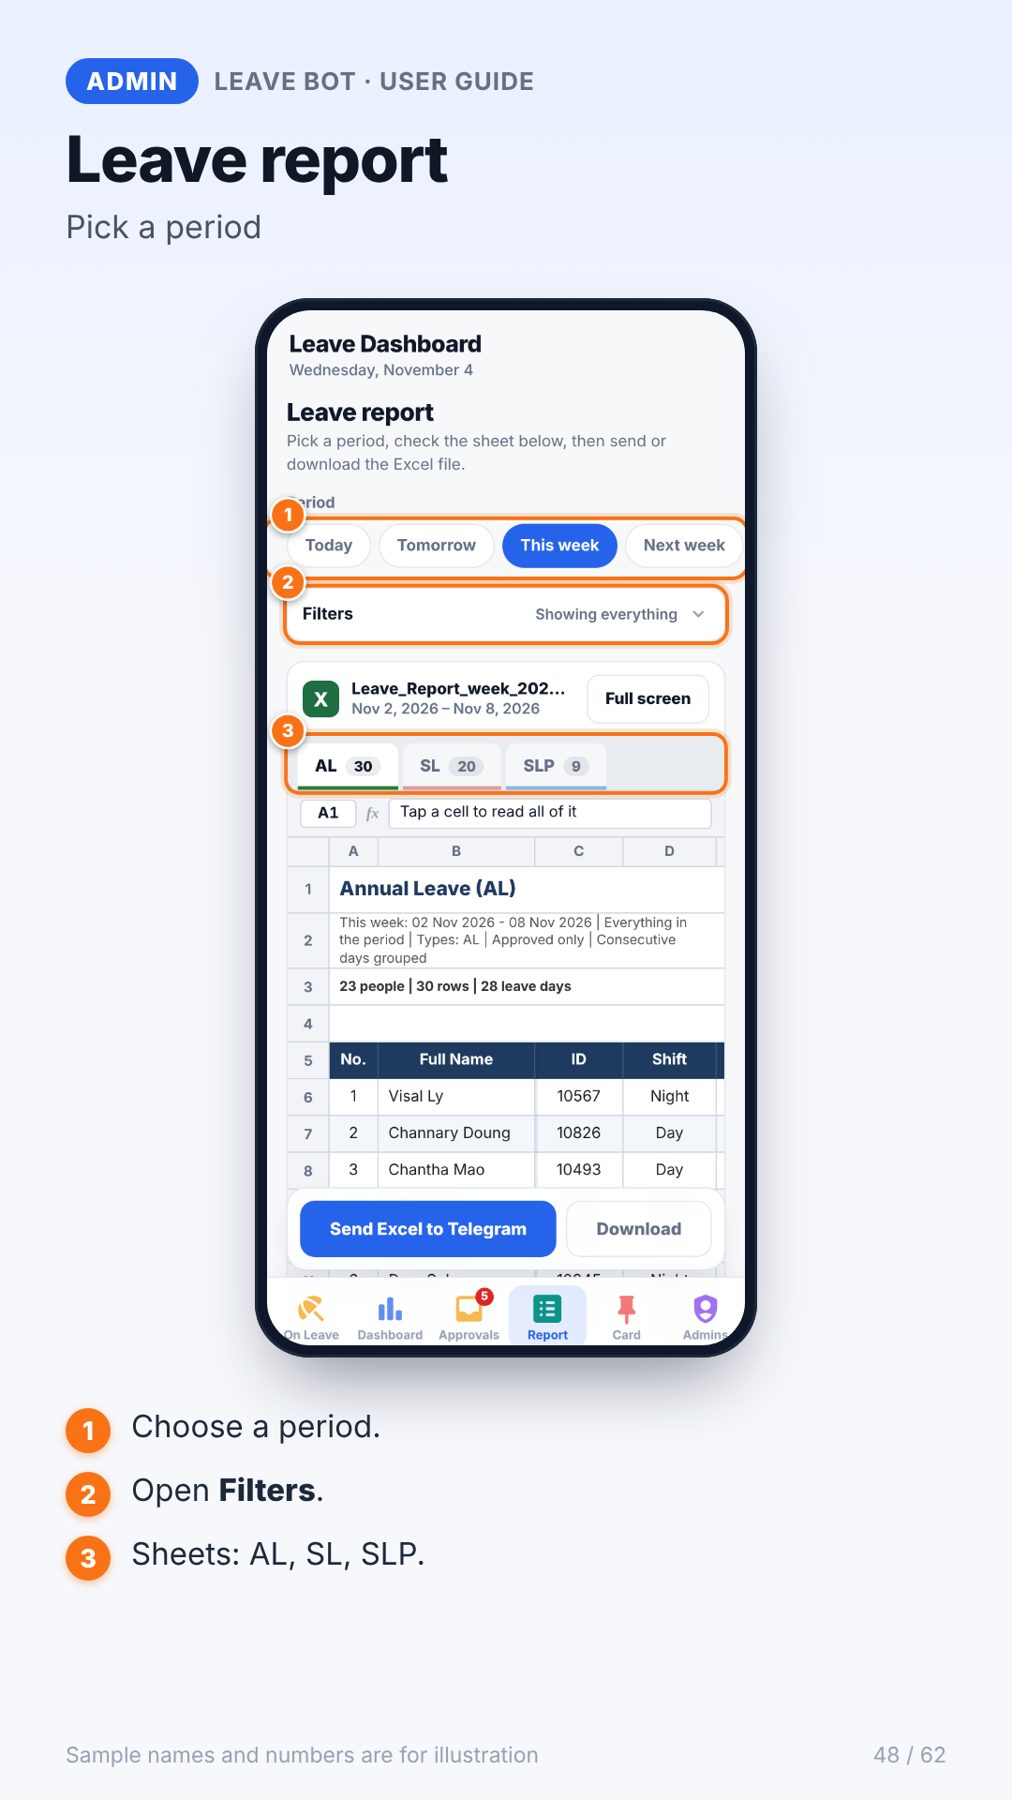 ADMIN LEAVE BOT · USER GUIDE
Leave report
Pick a period
Leave Dashboard
Wednesday, November 4
Leave report
Pick a period, check the sheet below, then send or
download the Excel file.
eriod
1
Today Tomorrow This week Next week
2
Filters Showing everything
X Leave_Report_week_202... Full screen
Nov 2, 2026 – Nov 8, 2026
3
AL 30 SL 20 SLP 9
A1 fx Tap a cell to read all of it
A B C D
1 Annual Leave (AL)
2 This week: 02 Nov 2026 - 08 Nov 2026 | Everything in
the period | Types: AL | Approved only | Consecutive
days grouped
3 23 people | 30 rows | 28 leave days
4
5 No. Full Name ID Shift
6 1 Visal Ly 10567 Night
7 2 Channary Doung 10826 Day
8 3 Chantha Mao 10493 Day
Send Excel to Telegram Download
5
On Leave Dashboard Approvals Report Card Admins
1 Choose a period.
2 Open Filters.
3 Sheets: AL, SL, SLP.
Sample names and numbers are for illustration 48 / 62